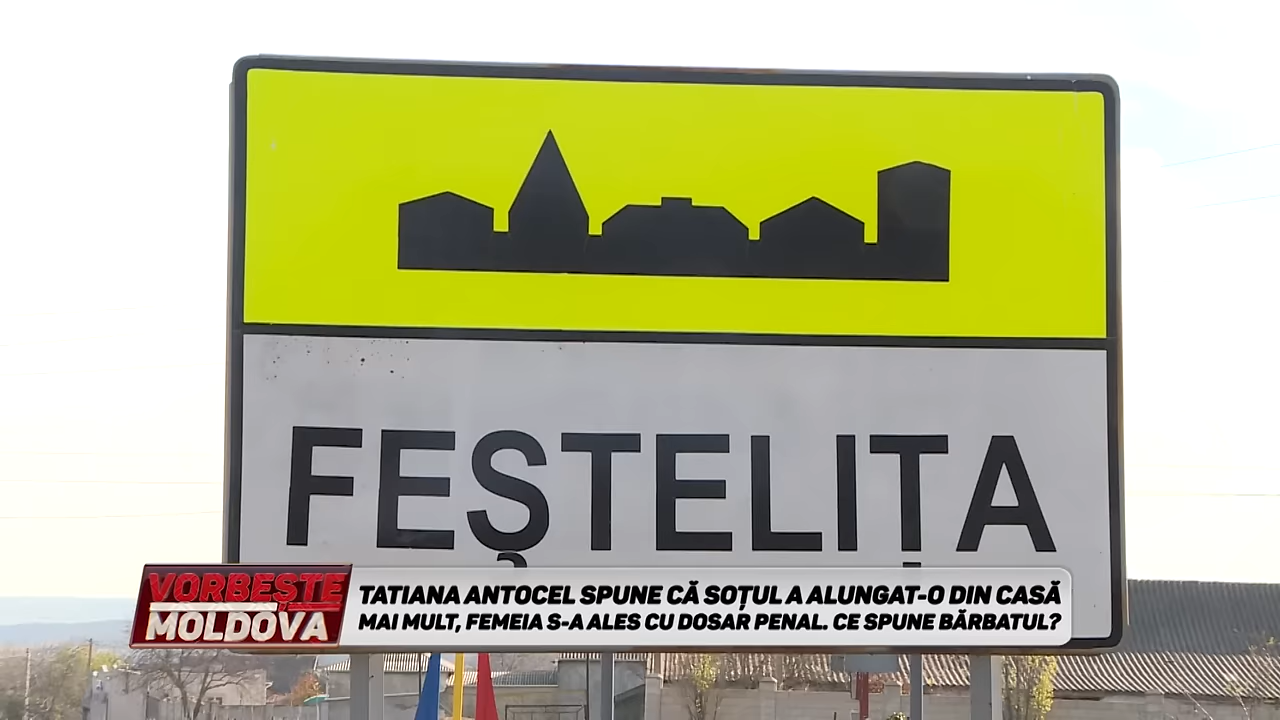 FEȘTELIȚA
VORBEȘTE
MOLDOVA
TATIANA ANTOCEL SPUNE CĂ SOȚUL A ALUNGAT-O DIN CASĂ
MAI MULT, FEMEIA S-A ALES CU DOSAR PENAL. CE SPUNE BĂRBATUL?